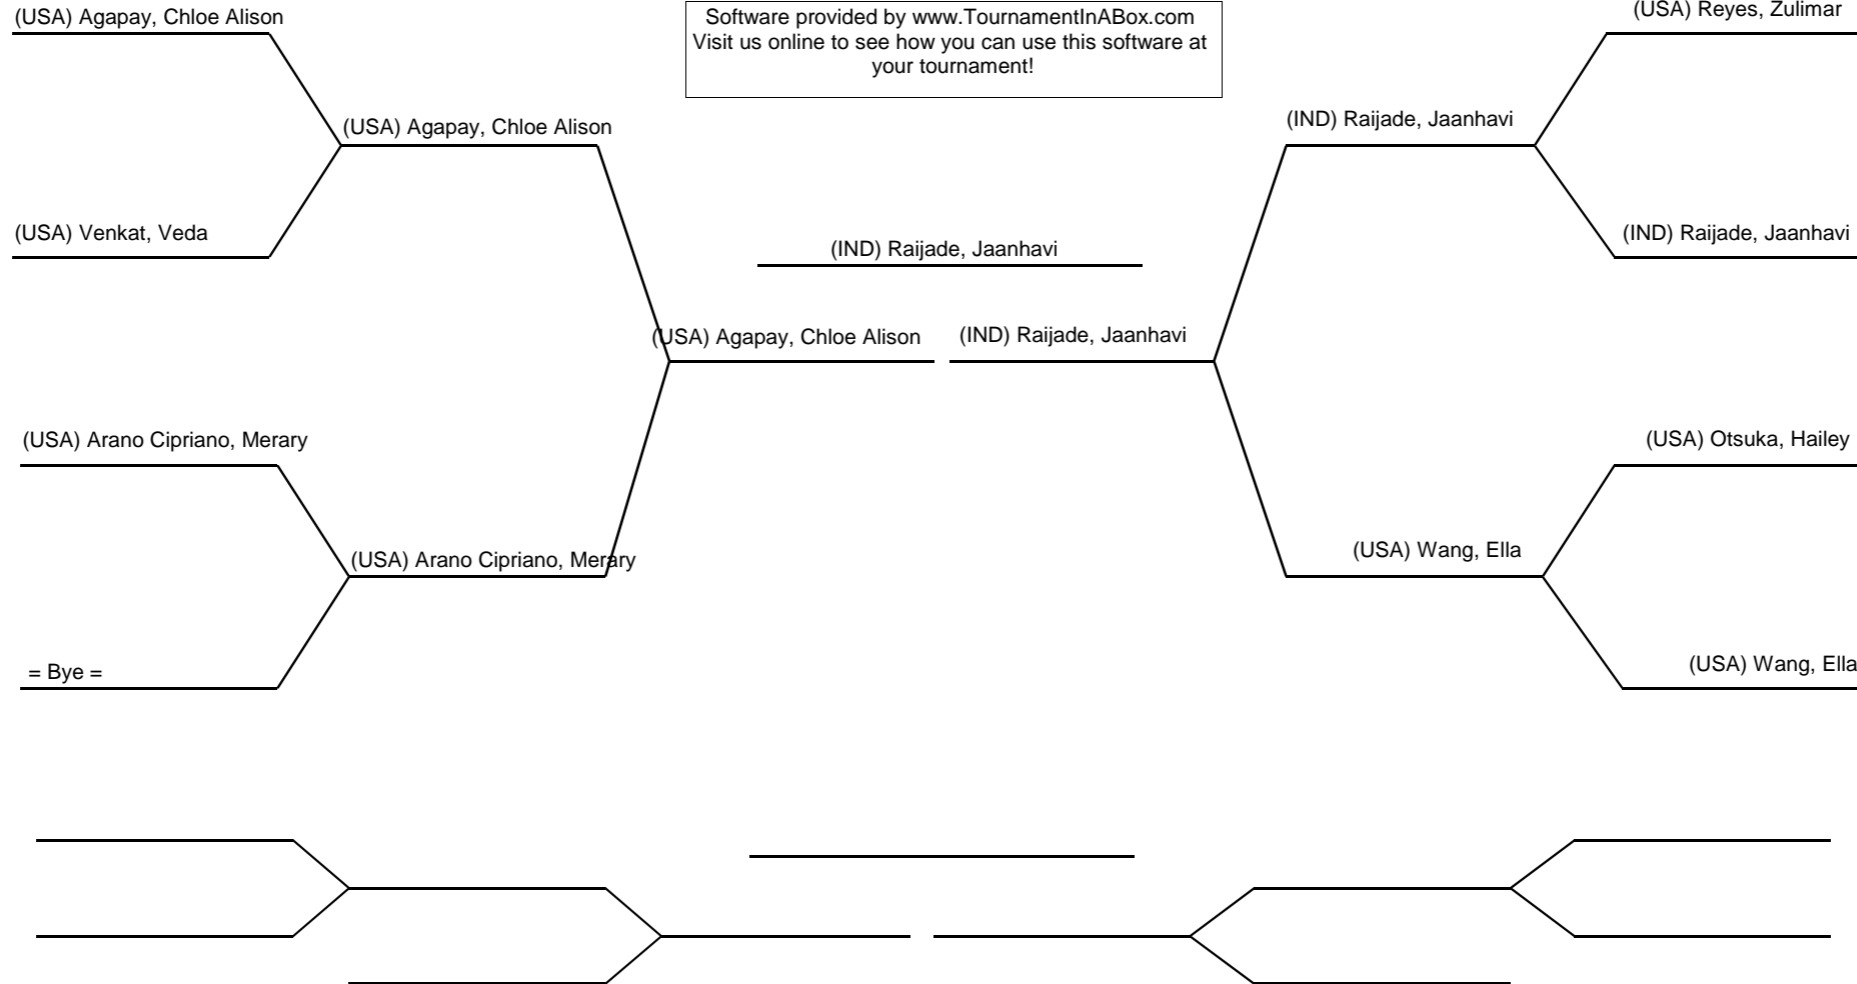 (USA) Agapay, Chloe Alison
Software provided by www.TournamentInABox.com
Visit us online to see how you can use this software at
your tournament!
(USA) Reyes, Zulimar
(USA) Agapay, Chloe Alison
(IND) Raijade, Jaanhavi
(USA) Venkat, Veda
(IND) Raijade, Jaanhavi
(IND) Raijade, Jaanhavi
(USA) Agapay, Chloe Alison
(IND) Raijade, Jaanhavi
(USA) Arano Cipriano, Merary
(USA) Otsuka, Hailey
(USA) Arano Cipriano, Merary
(USA) Wang, Ella
= Bye =
(USA) Wang, Ella